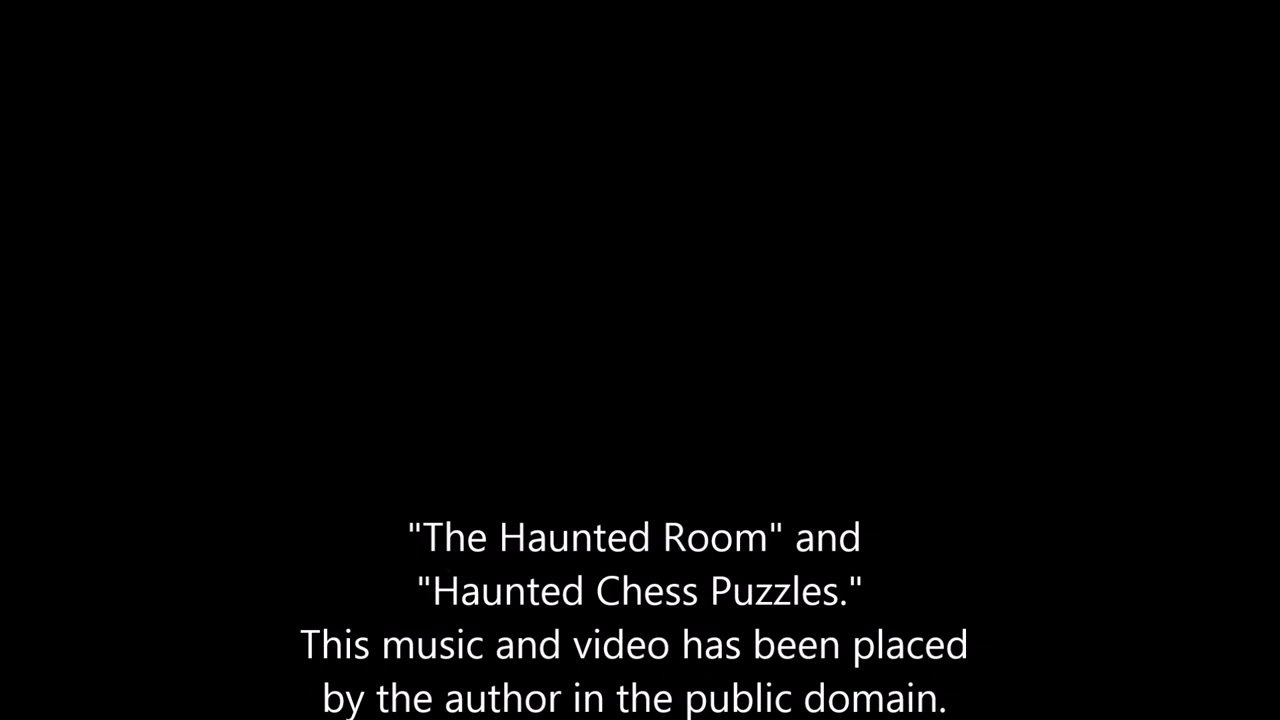 "The Haunted Room" and
"Haunted Chess Puzzles."
This music and video has been placed
by the author in the public domain.